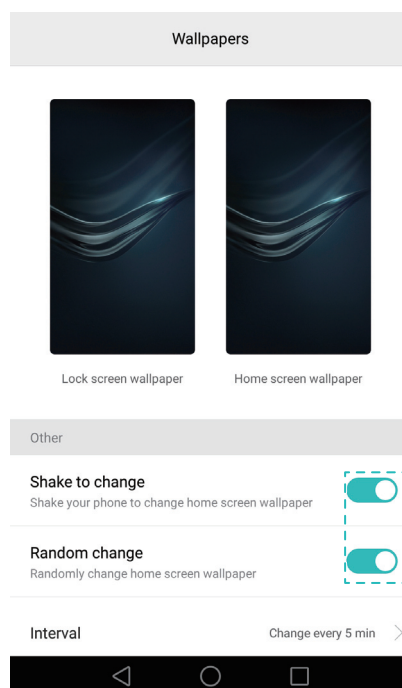 Wallpapers
Lock screen wallpaper Home screen wallpaper
Other
Shake to change
Shake your phone to change home screen wallpaper
Random change
Randomly change home screen wallpaper
Interval Change every 5 min